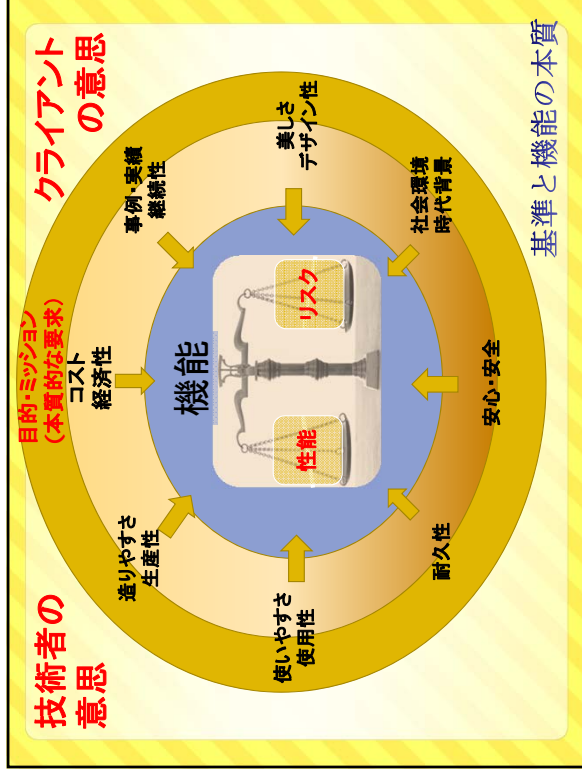 技術者の
意思
クライアント
の意思
目的・ミッション
（本質的な要求）
コスト
経済性
事例・実績
継続性
美しさ
デザイン性
社会環境
時代背景
安心・安全
耐久性
使いやすさ
使用性
造りやすさ
生産性
機能
性能
リスク
基準と機能の本質